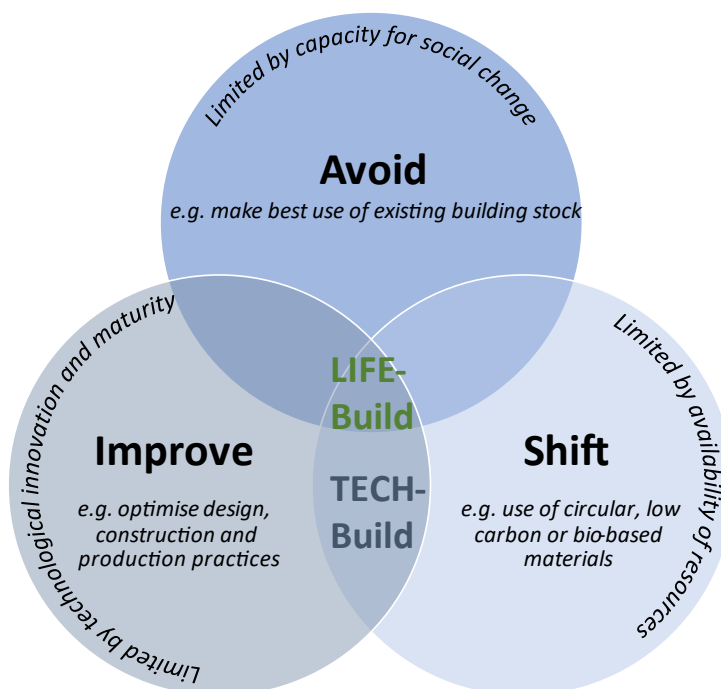 Limited by capacity for social change
Avoid
e.g. make best use of existing building stock
Limited by technological innovation and maturity
Improve
e.g. optimise design,
construction and
production practices
LIFE-
Build
TECH-
Build
Shift
e.g. use of circular, low
carbon or bio-based
materials
Limited by availability of resources